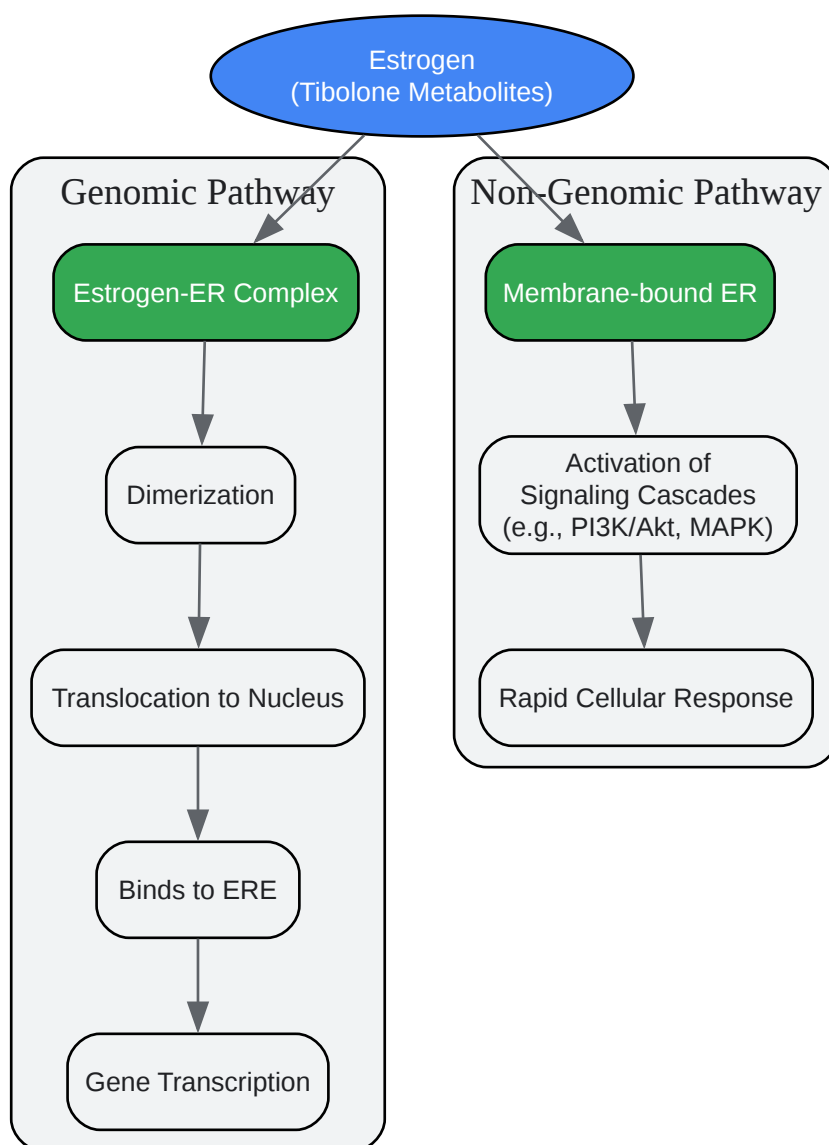 Estrogen
(Tibolone Metabolites)
Genomic Pathway
Estrogen-ER Complex
Dimerization
Translocation to Nucleus
Binds to ERE
Gene Transcription
Non-Genomic Pathway
Membrane-bound ER
Activation of
Signaling Cascades
(e.g., PI3K/Akt, MAPK)
Rapid Cellular Response